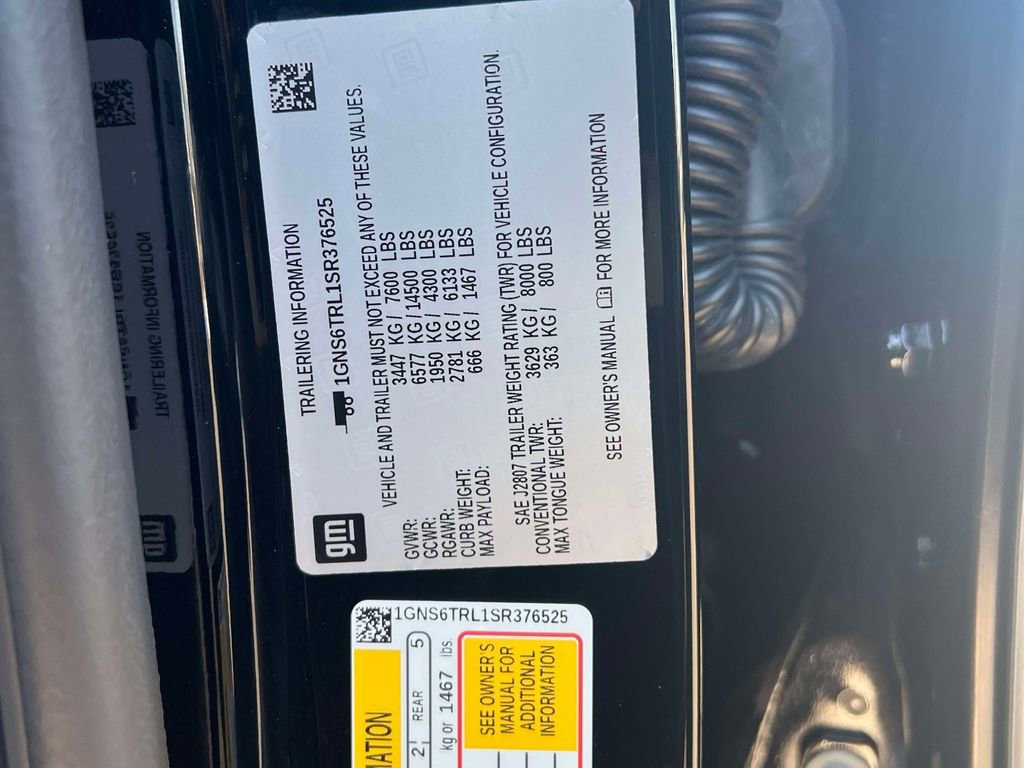 TRAILERING INFORMATION
1GNS6TRL1SR376525
gm
VEHICLE AND TRAILER MUST NOT EXCEED ANY OF THESE VALUES.
GVWR: 3447 KG / 7600 LBS
GCWR: 6577 KG / 14500 LBS
RGAWR: 1950 KG / 4300 LBS
CURB WEIGHT: 2781 KG / 6133 LBS
MAX PAYLOAD: 666 KG / 1467 LBS
SAE J2807 TRAILER WEIGHT RATING (TWR) FOR VEHICLE CONFIGURATION.
CONVENTIONAL TWR: 3629 KG / 8000 LBS
MAX TONGUE WEIGHT: 363 KG / 800 LBS
SEE OWNER'S MANUAL FOR MORE INFORMATION
1GNS6TRL1SR376525
MATION
2 REAR 5
kg or 1467 lbs.
SEE OWNER'S
MANUAL FOR
ADDITIONAL
INFORMATION
TRAILERING INFORMATION
gm